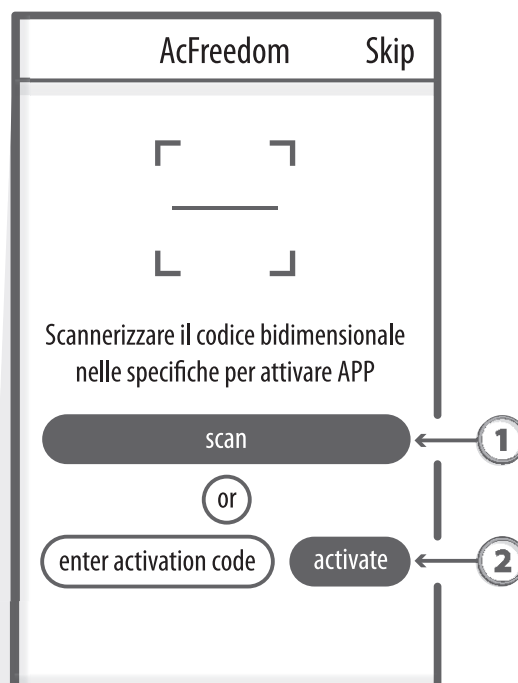 AcFreedom Skip
Scannerizzare il codice bidimensionale
nelle specifiche per attivare APP
scan
1
or
enter activation code activate
2